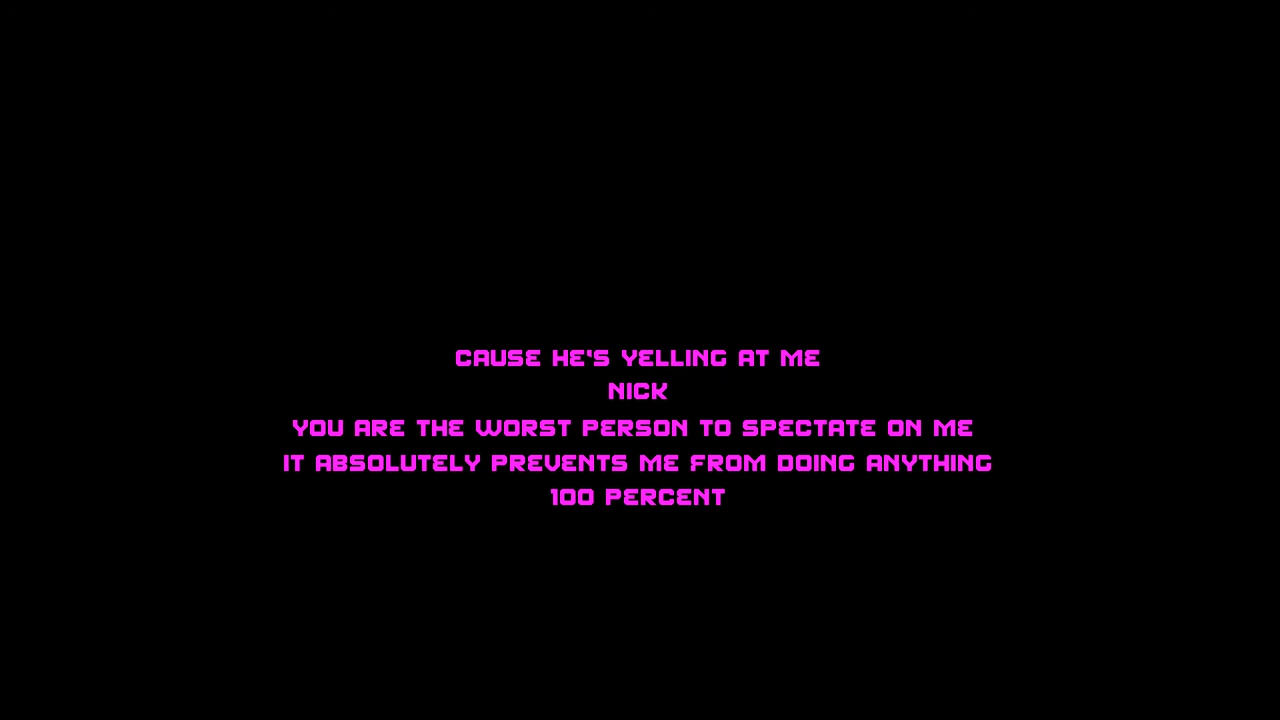 CAUSE HE'S YELLING AT ME
NICK
YOU ARE THE WORST PERSON TO SPECTATE ON ME
IT ABSOLUTELY PREVENTS ME FROM DOING ANYTHING
100 PERCENT